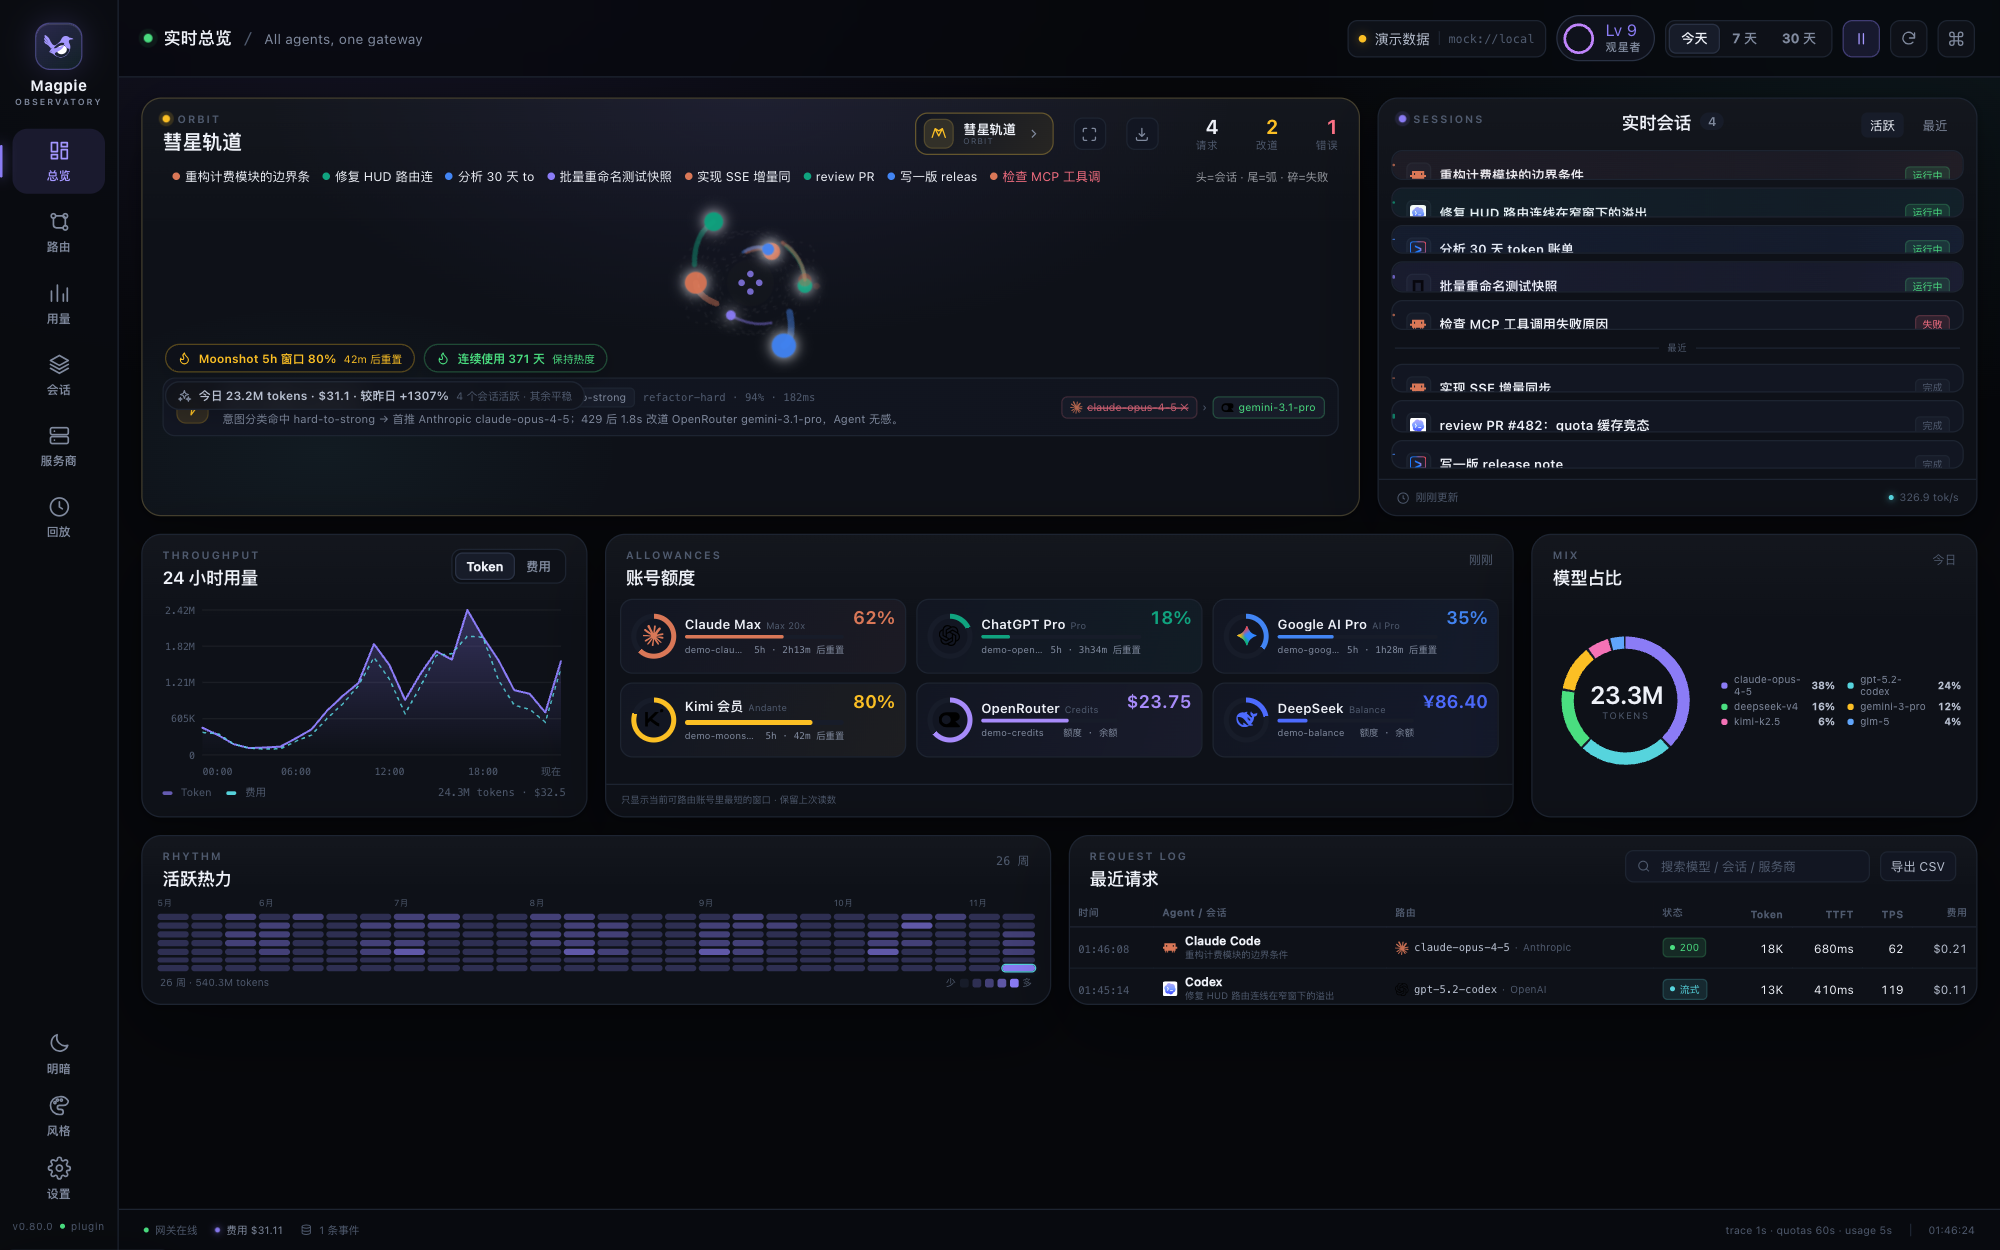 Magpie
OBSERVATORY
总览
路由
用量
会话
服务商
回放
明暗
风格
设置
v0.80.0 plugin
实时总览 / All agents, one gateway
演示数据 mock://local
Lv 9
观星者
今天 7 天 30 天
ORBIT
彗星轨道
彗星轨道
ORBIT
4 请求
2 改道
1 错误
重构计费模块的边界条 修复 HUD 路由连 分析 30 天 to 批量重命名测试快照 实现 SSE 增量同 review PR 写一版 releas 检查 MCP 工具调
头=会话 · 尾=弧 · 碎=失败
Moonshot 5h 窗口 80% 42m 后重置
连续使用 371 天 保持热度
今日 23.2M tokens · $31.1 · 较昨日 +1307% 4 个会话活跃 · 其余平稳
-strong refactor-hard · 94% · 182ms
意图分类命中 hard-to-strong → 首推 Anthropic claude-opus-4-5；429 后 1.8s 改道 OpenRouter gemini-3.1-pro，Agent 无感。
claude-opus-4-5 × › gemini-3.1-pro
SESSIONS
实时会话 4
活跃 最近
重构计费模块的边界条件 运行中
修复 HUD 路由连线在窄窗下的溢出 运行中
分析 30 天 token 账单 运行中
批量重命名测试快照 运行中
检查 MCP 工具调用失败原因 失败
最近
实现 SSE 增量同步 完成
review PR #482：quota 缓存竞态 完成
写一版 release note 完成
刚刚更新 326.9 tok/s
THROUGHPUT
24 小时用量
Token 费用
2.42M
1.82M
1.21M
605K
0
00:00 06:00 12:00 18:00 现在
Token 费用 24.3M tokens · $32.5
ALLOWANCES
账号额度
刚刚
Claude Max Max 20x 62%
demo-clau… 5h · 2h13m 后重置
ChatGPT Pro Pro 18%
demo-open… 5h · 3h34m 后重置
Google AI Pro AI Pro 35%
demo-goog… 5h · 1h28m 后重置
Kimi 会员 Andante 80%
demo-moons… 5h · 42m 后重置
OpenRouter Credits $23.75
demo-credits 额度 · 余额
DeepSeek Balance ¥86.40
demo-balance 额度 · 余额
只显示当前可路由账号里最短的窗口 · 保留上次读数
MIX
模型占比
今日
23.3M
TOKENS
claude-opus-4-5 38%
gpt-5.2-codex 24%
deepseek-v4 16%
gemini-3-pro 12%
kimi-k2.5 6%
glm-5 4%
RHYTHM
活跃热力
26 周
5月 6月 7月 8月 9月 10月 11月
26 周 · 540.3M tokens
少 多
REQUEST LOG
最近请求
搜索模型 / 会话 / 服务商
导出 CSV
时间 Agent / 会话 路由 状态 Token TTFT TPS 费用
01:46:08 Claude Code claude-opus-4-5 · Anthropic 200 18K 680ms 62 $0.21
重构计费模块的边界条件
01:45:14 Codex gpt-5.2-codex · OpenAI 流式 13K 410ms 119 $0.11
修复 HUD 路由连线在窄窗下的溢出
网关在线 费用 $31.11 1 条事件
trace 1s · quotas 60s · usage 5s 01:46:24